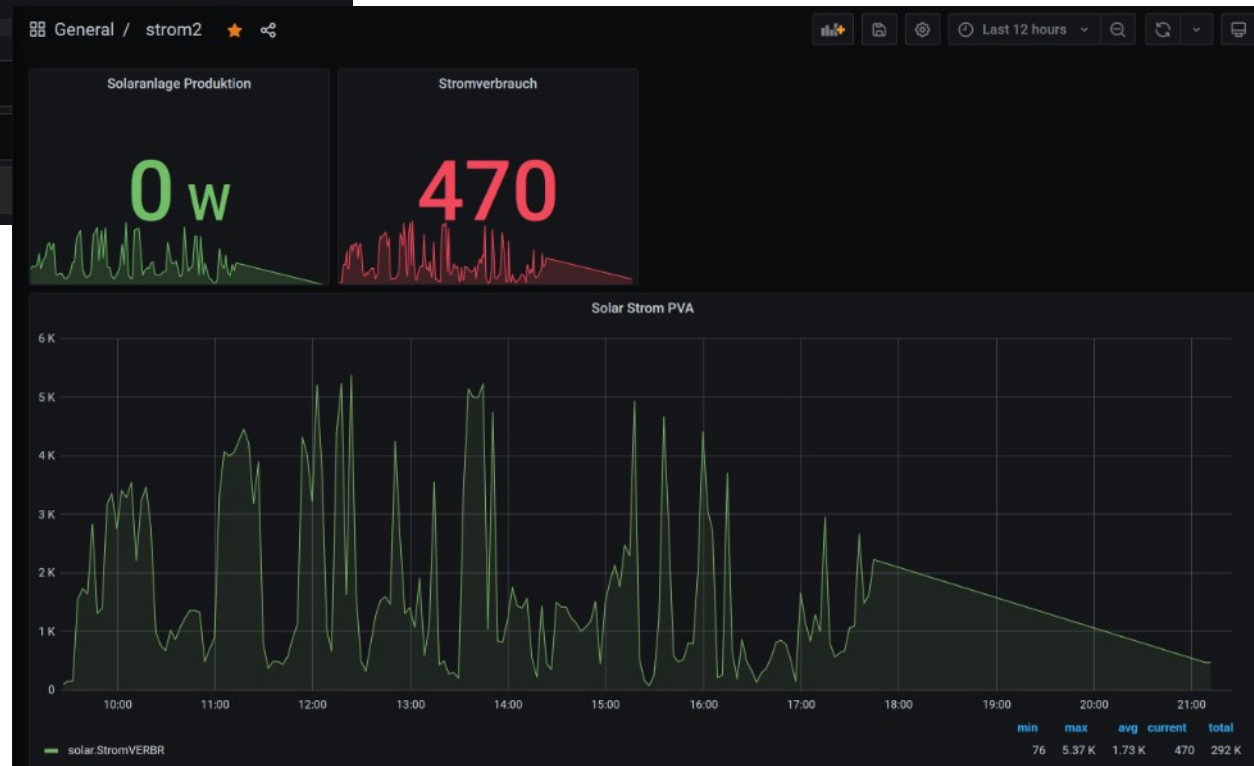 General / strom2
Last 12 hours
Solaranlage Produktion
Stromverbrauch
0 W
470
Solar Strom PVA
6 K
5 K
4 K
3 K
2 K
1 K
0
10:00 11:00 12:00 13:00 14:00 15:00 16:00 17:00 18:00 19:00 20:00 21:00
min max avg current total
solar.StromVERBR 76 5.37 K 1.73 K 470 292 K